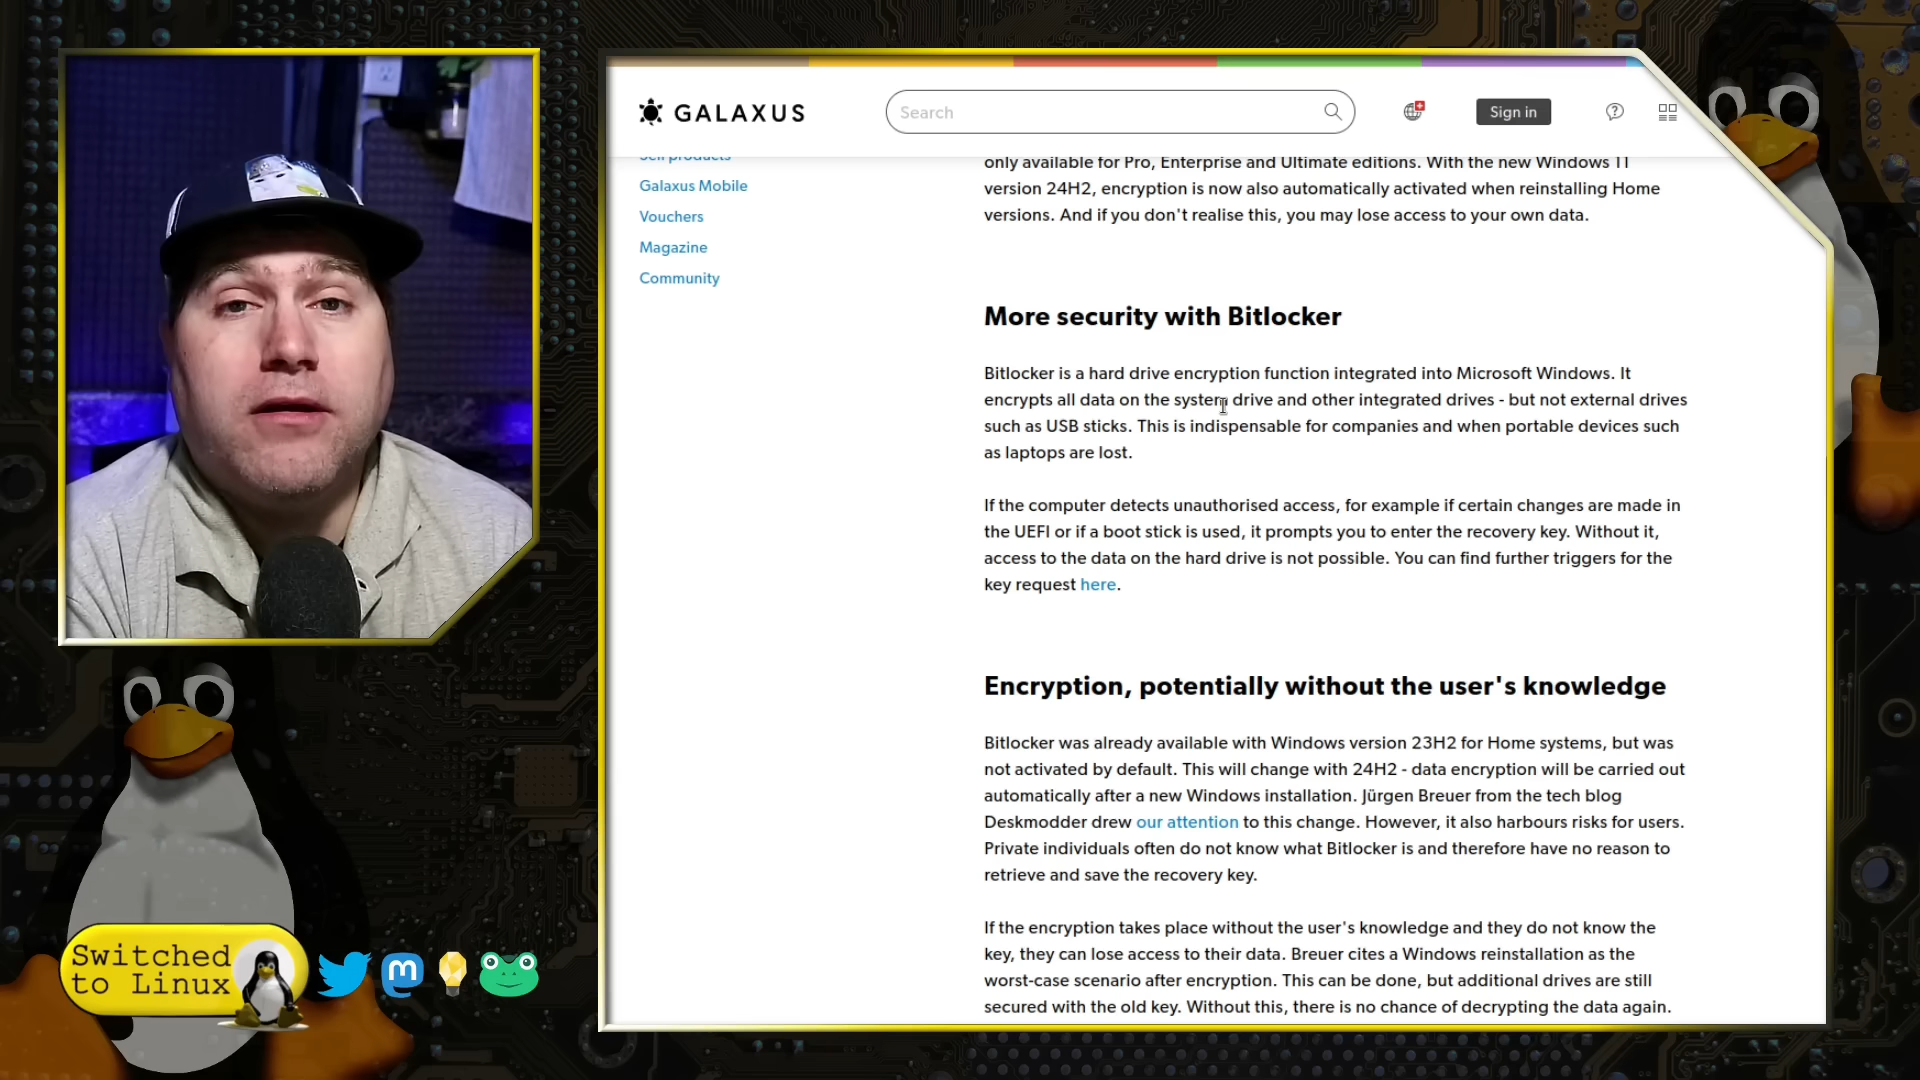 GALAXUS
Search
Sign in
Sell products
Galaxus Mobile
Vouchers
Magazine
Community
only available for Pro, Enterprise and Ultimate editions. With the new Windows 11
version 24H2, encryption is now also automatically activated when reinstalling Home
versions. And if you don't realise this, you may lose access to your own data.
More security with Bitlocker
Bitlocker is a hard drive encryption function integrated into Microsoft Windows. It
encrypts all data on the system drive and other integrated drives - but not external drives
such as USB sticks. This is indispensable for companies and when portable devices such
as laptops are lost.
If the computer detects unauthorised access, for example if certain changes are made in
the UEFI or if a boot stick is used, it prompts you to enter the recovery key. Without it,
access to the data on the hard drive is not possible. You can find further triggers for the
key request here.
Encryption, potentially without the user's knowledge
Bitlocker was already available with Windows version 23H2 for Home systems, but was
not activated by default. This will change with 24H2 - data encryption will be carried out
automatically after a new Windows installation. Jürgen Breuer from the tech blog
Deskmodder drew our attention to this change. However, it also harbours risks for users.
Private individuals often do not know what Bitlocker is and therefore have no reason to
retrieve and save the recovery key.
If the encryption takes place without the user's knowledge and they do not know the
key, they can lose access to their data. Breuer cites a Windows reinstallation as the
worst-case scenario after encryption. This can be done, but additional drives are still
secured with the old key. Without this, there is no chance of decrypting the data again.
Switched
to Linux